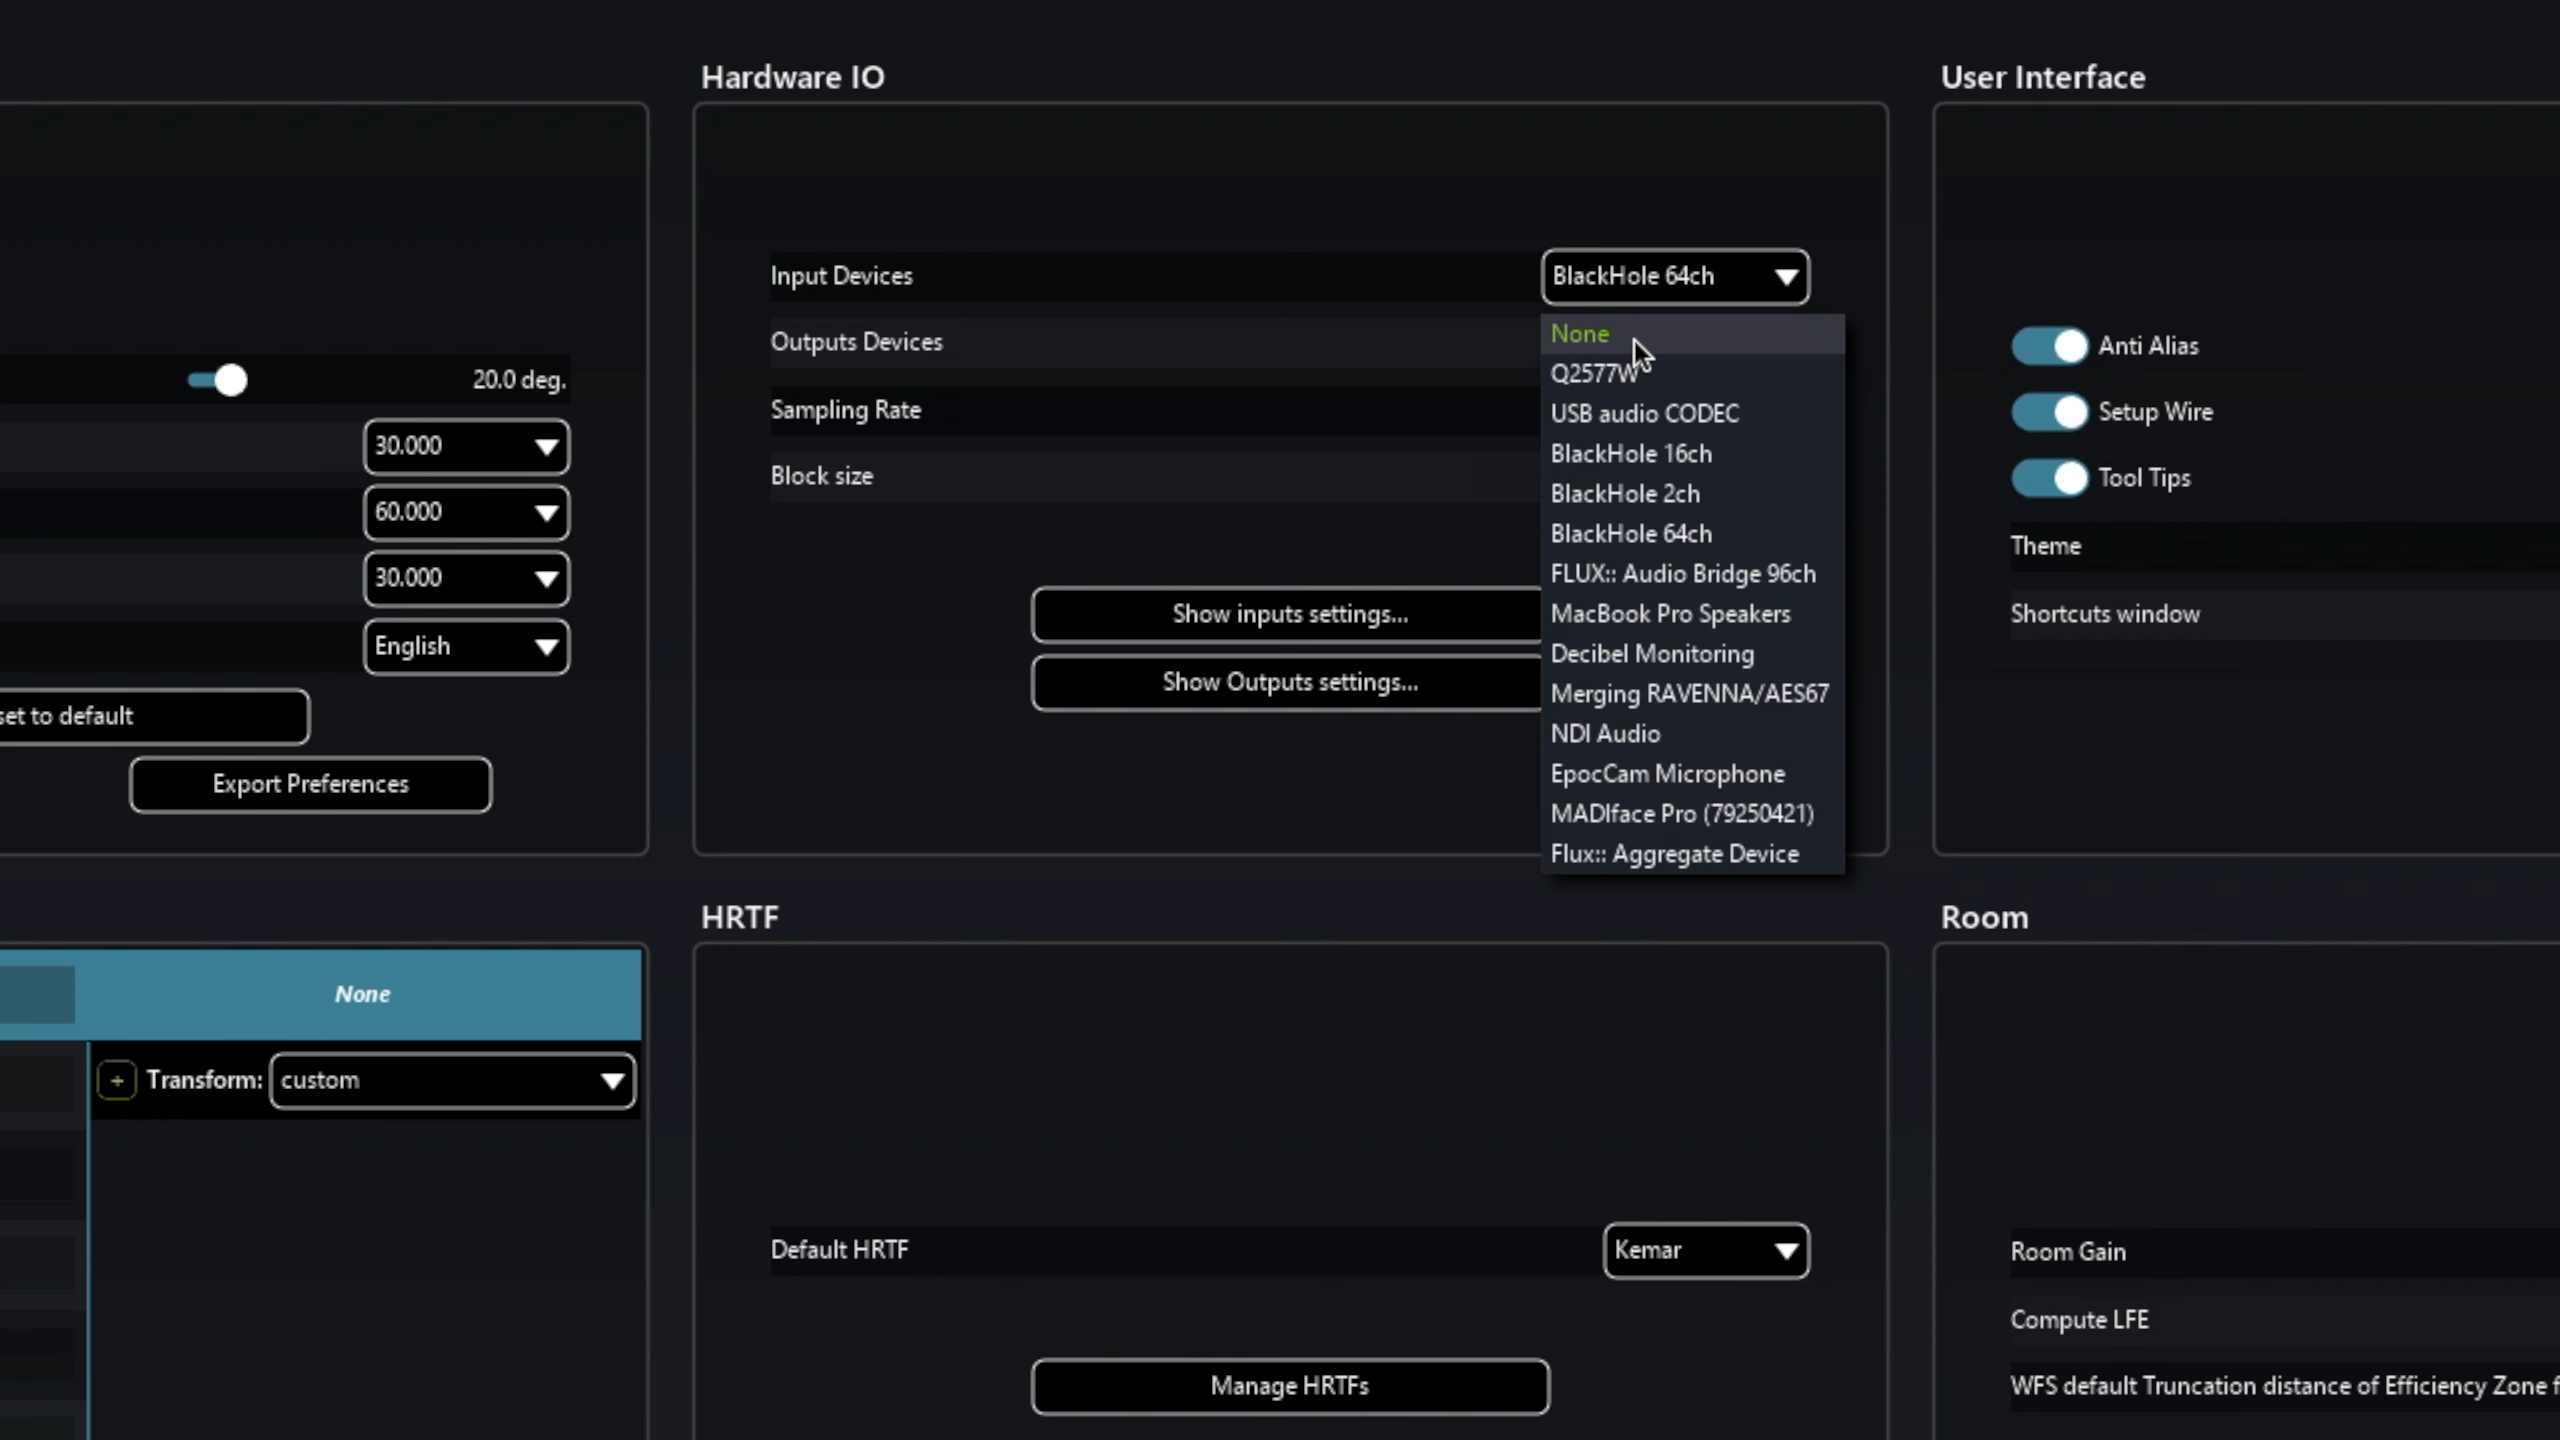 Hardware IO
User Interface
Input Devices
BlackHole 64ch
Outputs Devices
None
Q2577W
USB audio CODEC
BlackHole 16ch
BlackHole 2ch
BlackHole 64ch
FLUX:: Audio Bridge 96ch
MacBook Pro Speakers
Decibel Monitoring
Merging RAVENNA/AES67
NDI Audio
EpocCam Microphone
MADIface Pro (79250421)
Flux:: Aggregate Device
Sampling Rate
Block size
Show inputs settings...
Show Outputs settings...
20.0 deg.
30.000
60.000
30.000
English
set to default
Export Preferences
Anti Alias
Setup Wire
Tool Tips
Theme
Shortcuts window
None
Transform: custom
HRTF
Default HRTF
Kemar
Manage HRTFs
Room
Room Gain
Compute LFE
WFS default Truncation distance of Efficiency Zone f